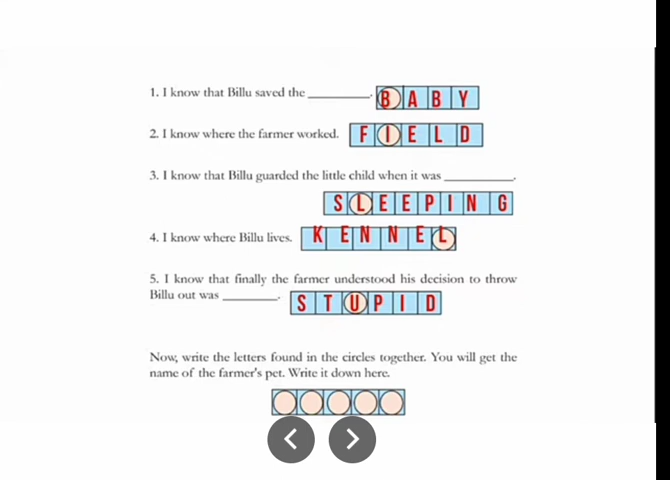 1. I know that Billu saved the __________. BABY
2. I know where the farmer worked. FIELD
3. I know that Billu guarded the little child when it was ___________.
SLEEPING
4. I know where Billu lives. KENNEL
5. I know that finally the farmer understood his decision to throw
Billu out was _________. STUPID
Now, write the letters found in the circles together. You will get the
name of the farmer's pet. Write it down here.